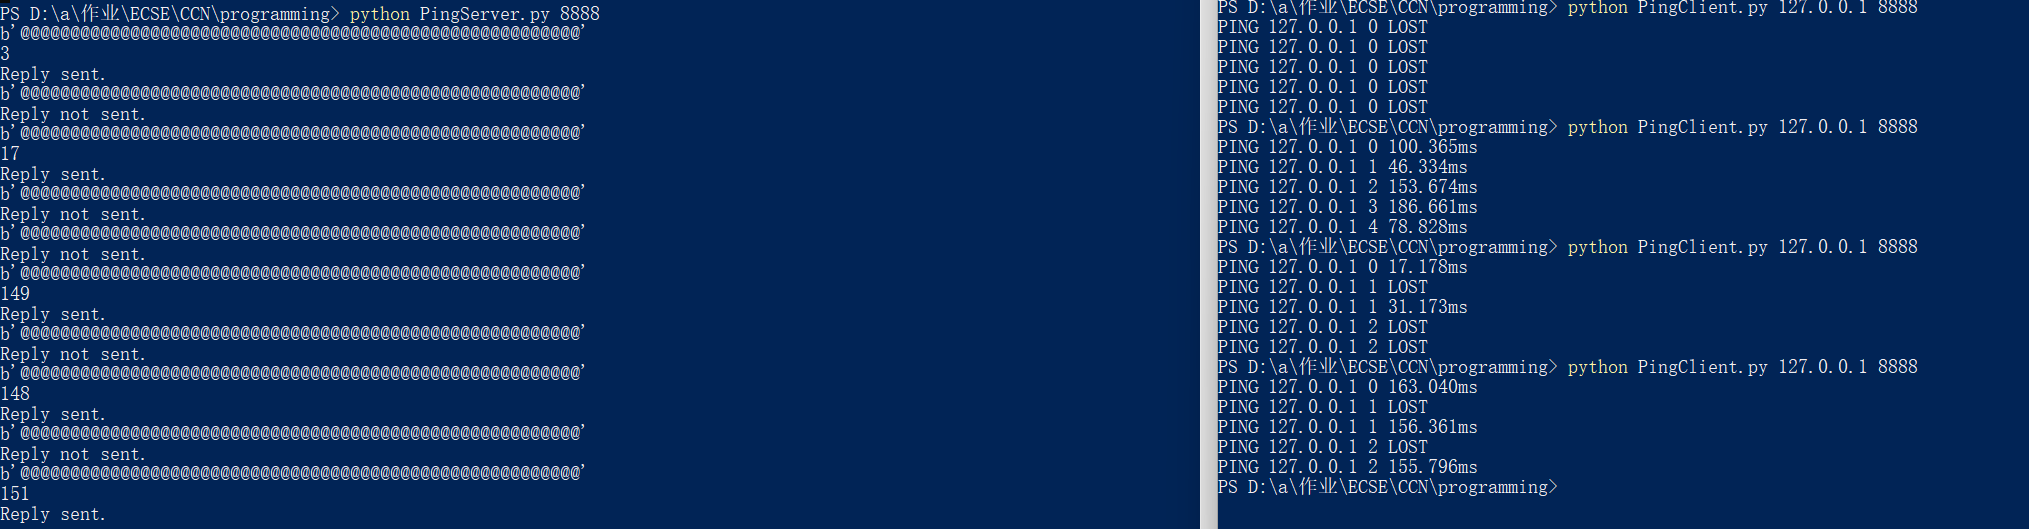 PS D:\a\作业\ECSE\CCN\programming> python PingServer.py 8888
b'@@@@@@@@@@@@@@@@@@@@@@@@@@@@@@@@@@@@@@@@@@@@@@@@@@@@@@@@'
3
Reply sent.
b'@@@@@@@@@@@@@@@@@@@@@@@@@@@@@@@@@@@@@@@@@@@@@@@@@@@@@@@@'
Reply not sent.
b'@@@@@@@@@@@@@@@@@@@@@@@@@@@@@@@@@@@@@@@@@@@@@@@@@@@@@@@@'
17
Reply sent.
b'@@@@@@@@@@@@@@@@@@@@@@@@@@@@@@@@@@@@@@@@@@@@@@@@@@@@@@@@'
Reply not sent.
b'@@@@@@@@@@@@@@@@@@@@@@@@@@@@@@@@@@@@@@@@@@@@@@@@@@@@@@@@'
Reply not sent.
b'@@@@@@@@@@@@@@@@@@@@@@@@@@@@@@@@@@@@@@@@@@@@@@@@@@@@@@@@'
149
Reply sent.
b'@@@@@@@@@@@@@@@@@@@@@@@@@@@@@@@@@@@@@@@@@@@@@@@@@@@@@@@@'
Reply not sent.
b'@@@@@@@@@@@@@@@@@@@@@@@@@@@@@@@@@@@@@@@@@@@@@@@@@@@@@@@@'
148
Reply sent.
b'@@@@@@@@@@@@@@@@@@@@@@@@@@@@@@@@@@@@@@@@@@@@@@@@@@@@@@@@'
Reply not sent.
b'@@@@@@@@@@@@@@@@@@@@@@@@@@@@@@@@@@@@@@@@@@@@@@@@@@@@@@@@'
151
Reply sent.
PS D:\a\作业\ECSE\CCN\programming> python PingClient.py 127.0.0.1 8888
PING 127.0.0.1 0 LOST
PING 127.0.0.1 0 LOST
PING 127.0.0.1 0 LOST
PING 127.0.0.1 0 LOST
PING 127.0.0.1 0 LOST
PS D:\a\作业\ECSE\CCN\programming> python PingClient.py 127.0.0.1 8888
PING 127.0.0.1 0 100.365ms
PING 127.0.0.1 1 46.334ms
PING 127.0.0.1 2 153.674ms
PING 127.0.0.1 3 186.661ms
PING 127.0.0.1 4 78.828ms
PS D:\a\作业\ECSE\CCN\programming> python PingClient.py 127.0.0.1 8888
PING 127.0.0.1 0 17.178ms
PING 127.0.0.1 1 LOST
PING 127.0.0.1 1 31.173ms
PING 127.0.0.1 2 LOST
PING 127.0.0.1 2 LOST
PS D:\a\作业\ECSE\CCN\programming> python PingClient.py 127.0.0.1 8888
PING 127.0.0.1 0 163.040ms
PING 127.0.0.1 1 LOST
PING 127.0.0.1 1 156.361ms
PING 127.0.0.1 2 LOST
PING 127.0.0.1 2 155.796ms
PS D:\a\作业\ECSE\CCN\programming>